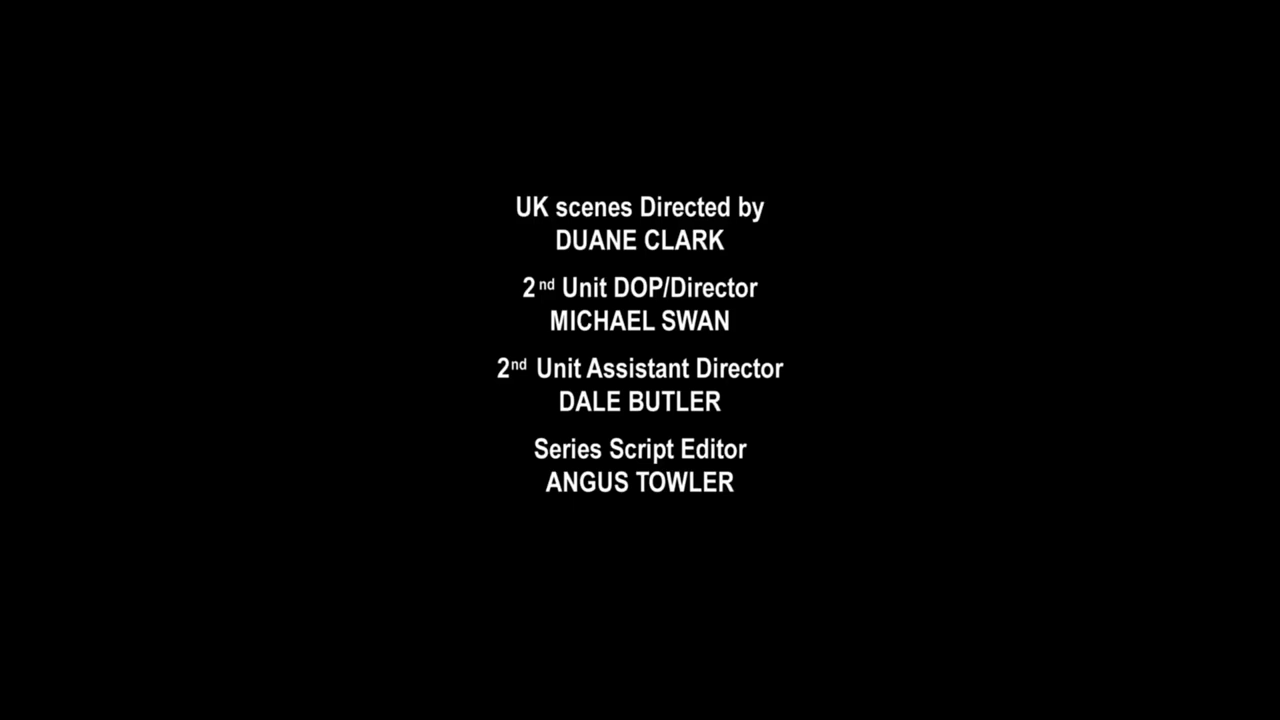 UK scenes Directed by
DUANE CLARK
2nd Unit DOP/Director
MICHAEL SWAN
2nd Unit Assistant Director
DALE BUTLER
Series Script Editor
ANGUS TOWLER